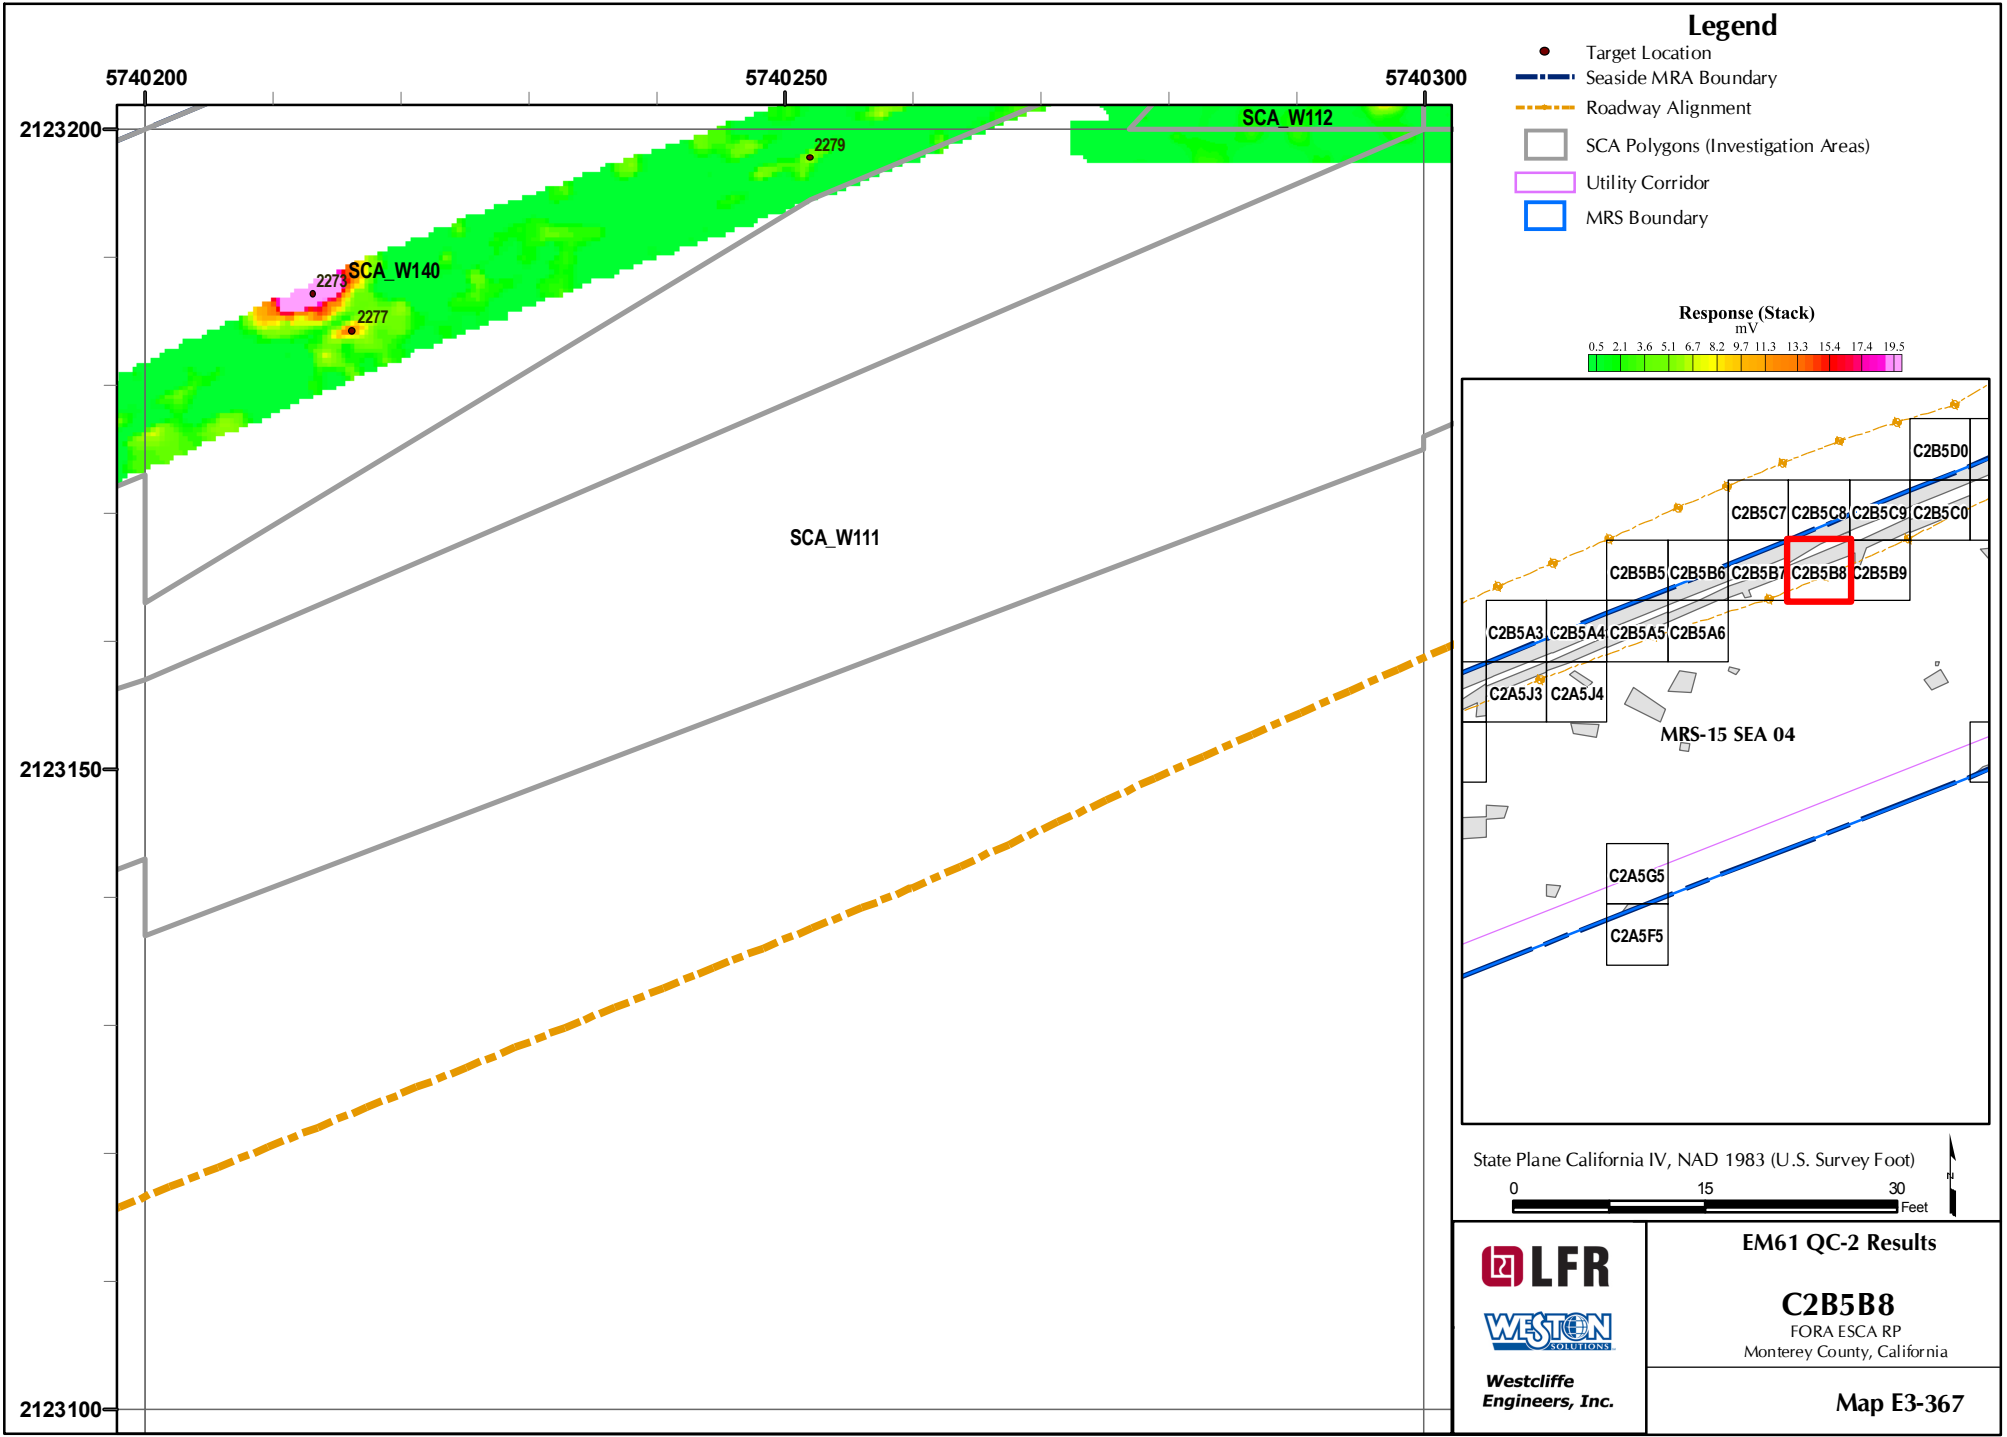 Legend
Target Location
Seaside MRA Boundary
Roadway Alignment
SCA Polygons (Investigation Areas)
Utility Corridor
MRS Boundary
5740200
5740250
5740300
2123200
2123150
2123100
SCA_W112
2279
SCA_W140
2273
2277
SCA_W111
Response (Stack)
mV
0.5 2.1 3.6 5.1 6.7 8.2 9.7 11.3 13.3 15.4 17.4 19.5
C2B5D0
C2B5C7 C2B5C8 C2B5C9 C2B5C0
C2B5B5 C2B5B6 C2B5B7 C2B5B8 C2B5B9
C2B5A3 C2B5A4 C2B5A5 C2B5A6
C2A5J3 C2A5J4
MRS-15 SEA 04
C2A5G5
C2A5F5
State Plane California IV, NAD 1983 (U.S. Survey Foot)
0 15 30
Feet
N
LFR
WESTON
SOLUTIONS
Westcliffe
Engineers, Inc.
EM61 QC-2 Results
C2B5B8
FORA ESCA RP
Monterey County, California
Map E3-367